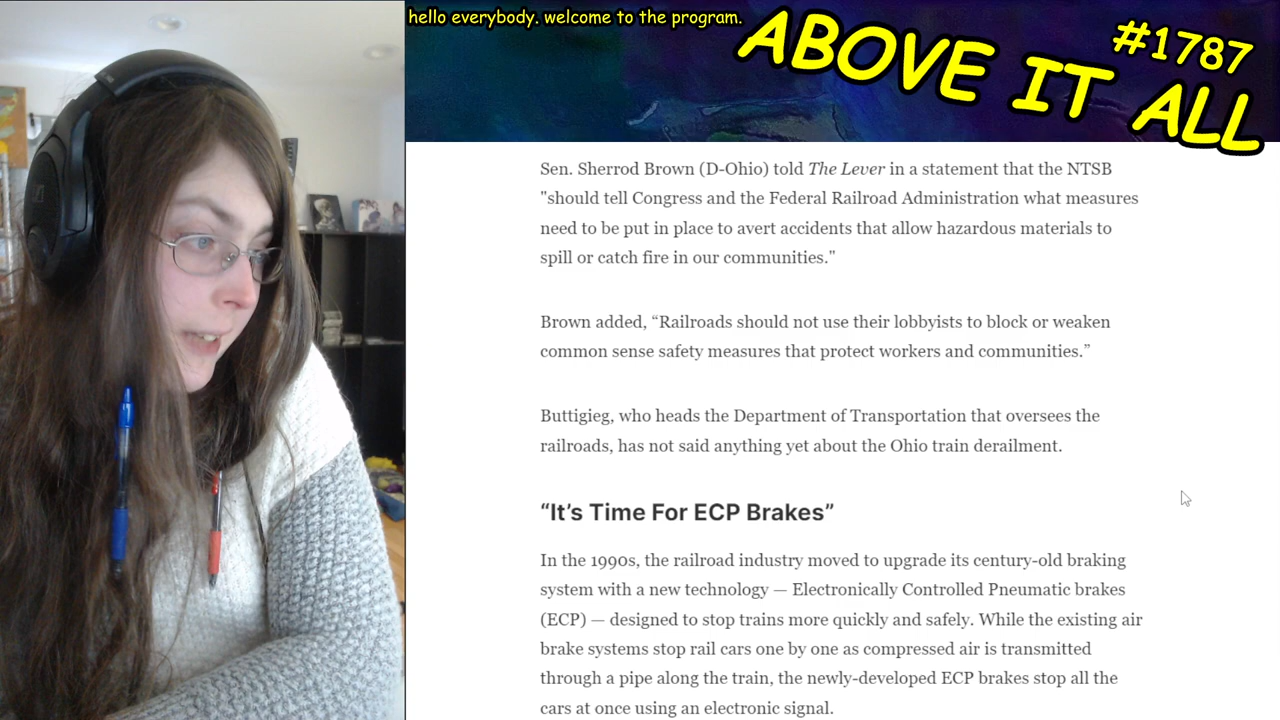 hello everybody. welcome to the program.
ABOVE IT ALL
#1787
Sen. Sherrod Brown (D-Ohio) told The Lever in a statement that the NTSB
"should tell Congress and the Federal Railroad Administration what measures
need to be put in place to avert accidents that allow hazardous materials to
spill or catch fire in our communities."
Brown added, “Railroads should not use their lobbyists to block or weaken
common sense safety measures that protect workers and communities.”
Buttigieg, who heads the Department of Transportation that oversees the
railroads, has not said anything yet about the Ohio train derailment.
“It’s Time For ECP Brakes”
In the 1990s, the railroad industry moved to upgrade its century-old braking
system with a new technology — Electronically Controlled Pneumatic brakes
(ECP) — designed to stop trains more quickly and safely. While the existing air
brake systems stop rail cars one by one as compressed air is transmitted
through a pipe along the train, the newly-developed ECP brakes stop all the
cars at once using an electronic signal.